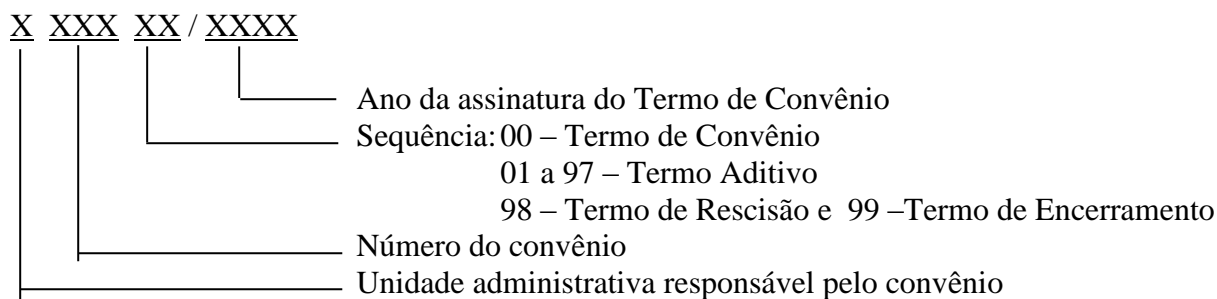 X XXX XX / XXXX
Ano da assinatura do Termo de Convênio
Sequência: 00 – Termo de Convênio
01 a 97 – Termo Aditivo
98 – Termo de Rescisão e 99 –Termo de Encerramento
Número do convênio
Unidade administrativa responsável pelo convênio